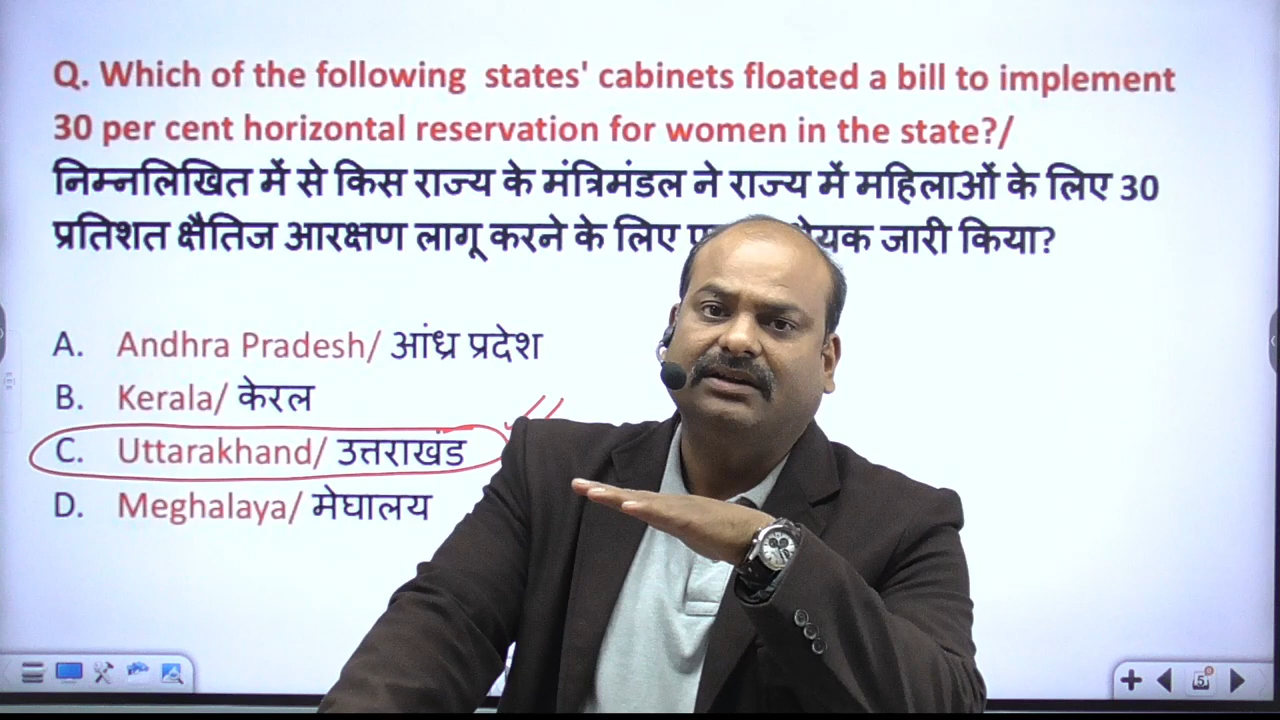 Q. Which of the following states' cabinets floated a bill to implement
30 per cent horizontal reservation for women in the state?/
निम्नलिखित में से किस राज्य के मंत्रिमंडल ने राज्य में महिलाओं के लिए 30
प्रतिशत क्षैतिज आरक्षण लागू करने के लिए जारी किया?
A. Andhra Pradesh/ आंध्र प्रदेश
B. Kerala/ केरल
C. Uttarakhand/ उत्तराखंड
D. Meghalaya/ मेघालय
5